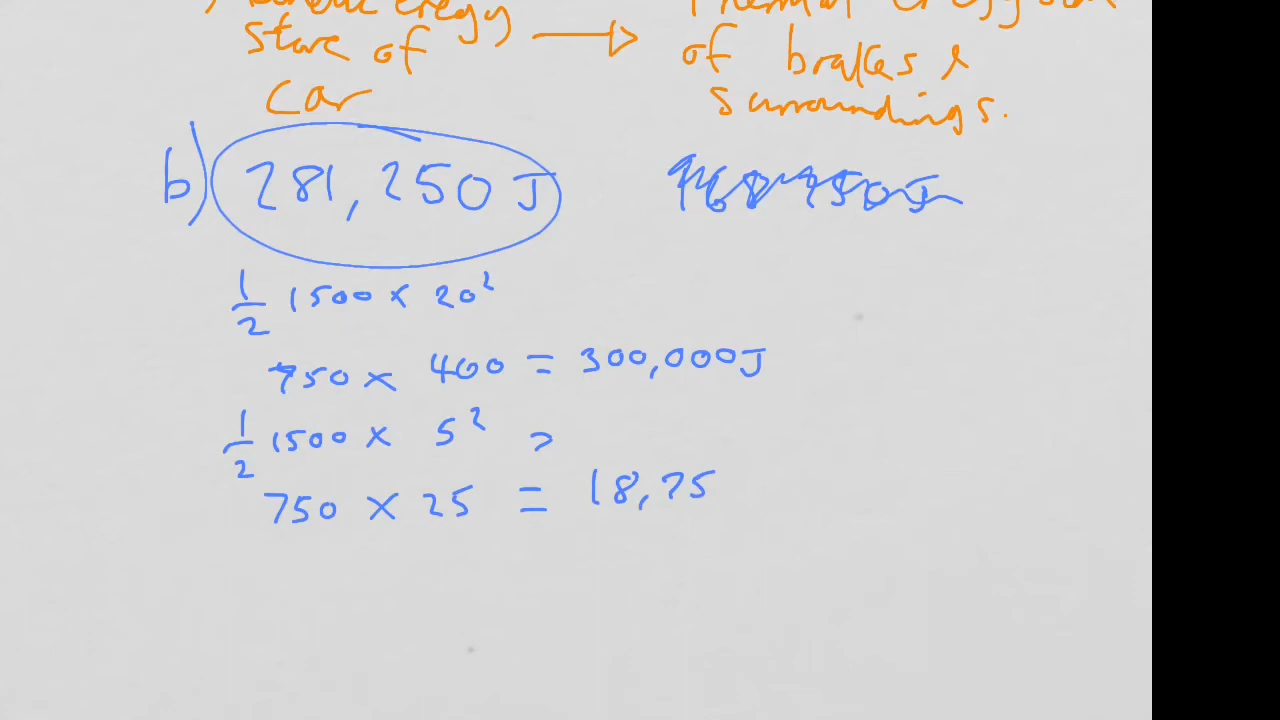 store of
car
of brakes &
surroundings.
b) 281,250 J
1/2 1500 × 20²
750 × 400 = 300,000J
1/2 1500 × 5²
750 × 25 = 18,75